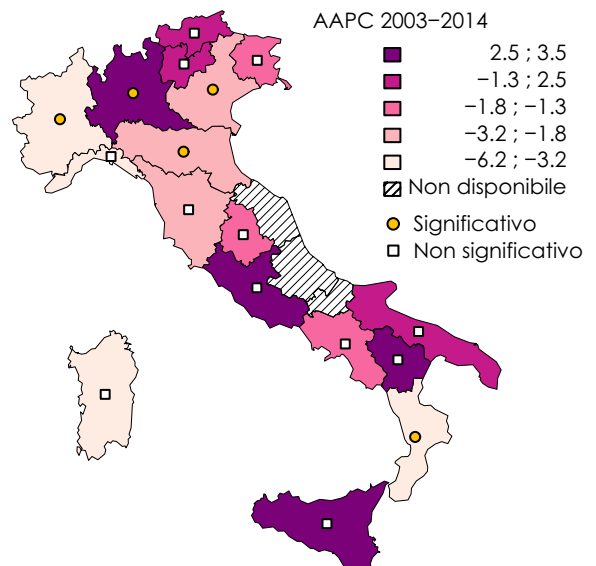 AAPC 2003–2014
2.5 ; 3.5
−1.3 ; 2.5
−1.8 ; −1.3
−3.2 ; −1.8
−6.2 ; −3.2
Non disponibile
Significativo
Non significativo